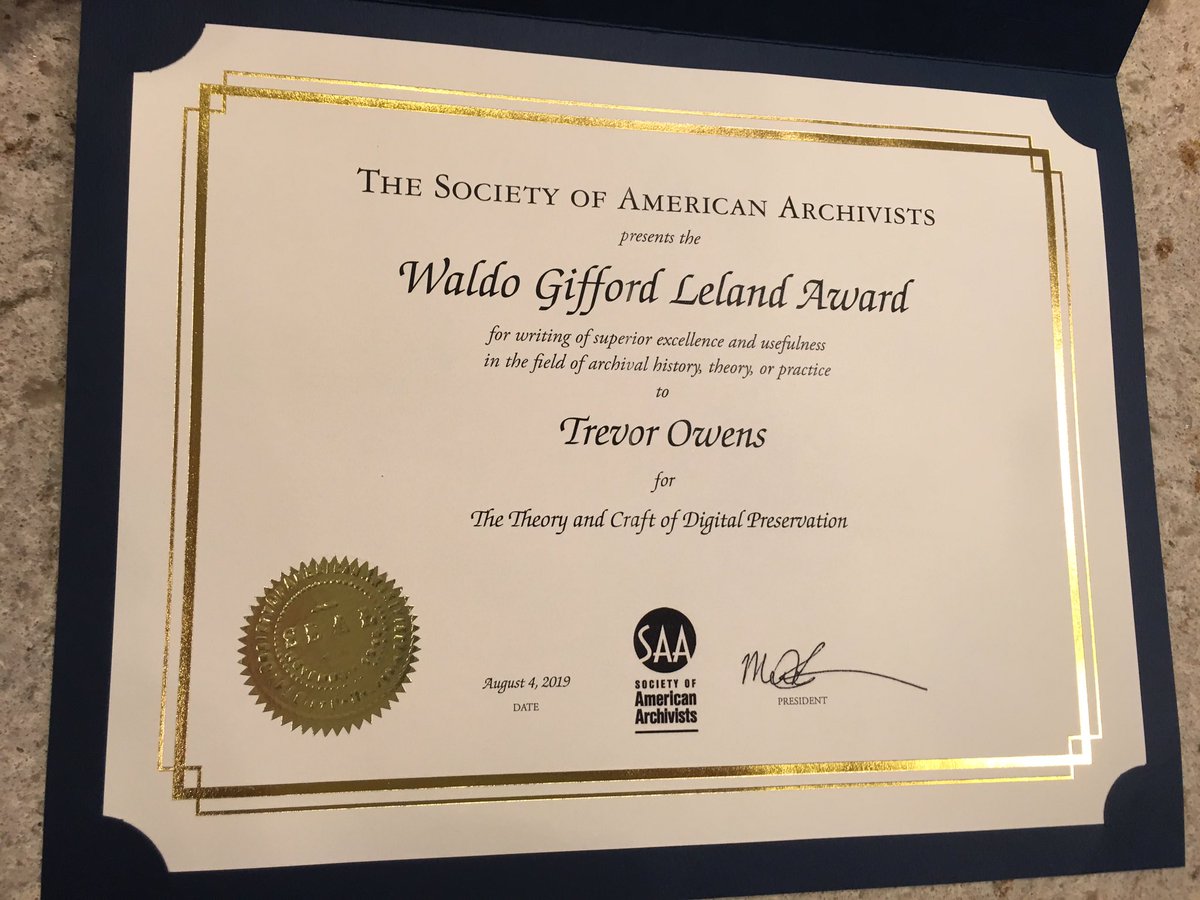 THE SOCIETY OF AMERICAN ARCHIVISTS
presents the
Waldo Gifford Leland Award
for writing of superior excellence and usefulness
in the field of archival history, theory, or practice
to
Trevor Owens
for
The Theory and Craft of Digital Preservation
SEAL
August 4, 2019
DATE
SAA
SOCIETY OF
American
Archivists
PRESIDENT